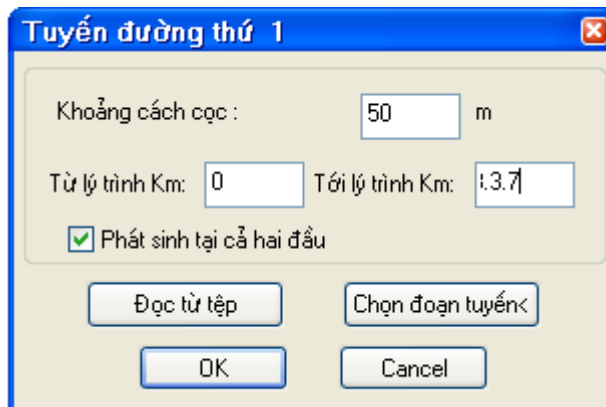 Tuyến đường thứ 1
Khoảng cách cọc : 50 m
Từ lý trình Km: 0 Tới lý trình Km: .3.7
Phát sinh tại cả hai đầu
Đọc từ tệp Chọn đoạn tuyến<
OK Cancel